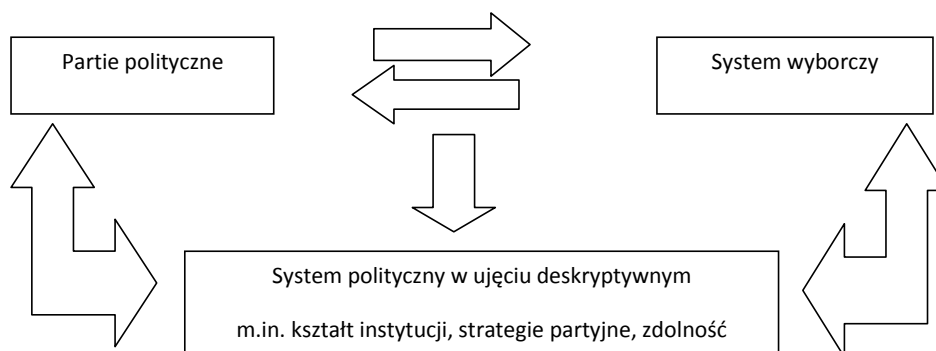 Partie polityczne
System wyborczy
System polityczny w ujęciu deskryptywnym
m.in. kształt instytucji, strategie partyjne, zdolność